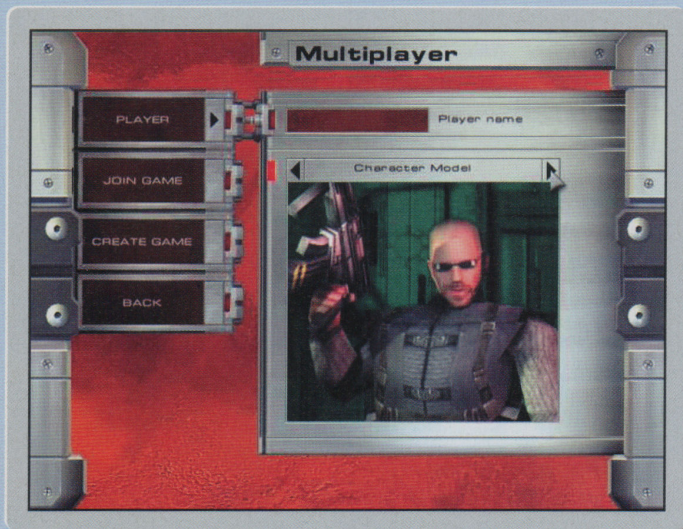 Multiplayer
PLAYER
Player name
Character Model
JOIN GAME
CREATE GAME
BACK